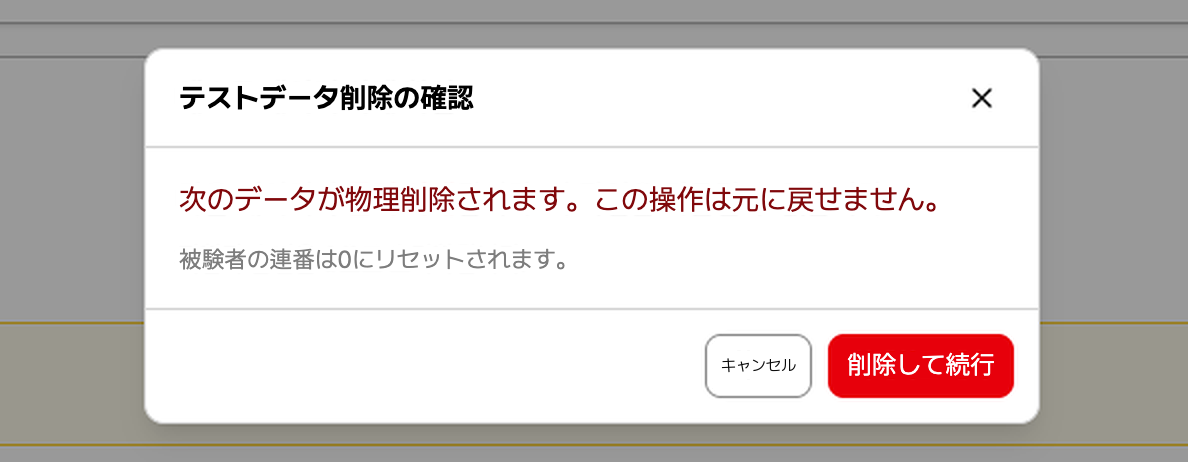 テストデータ削除の確認
次のデータが物理削除されます。この操作は元に戻せません。
被験者の連番は0にリセットされます。
キャンセル
削除して続行